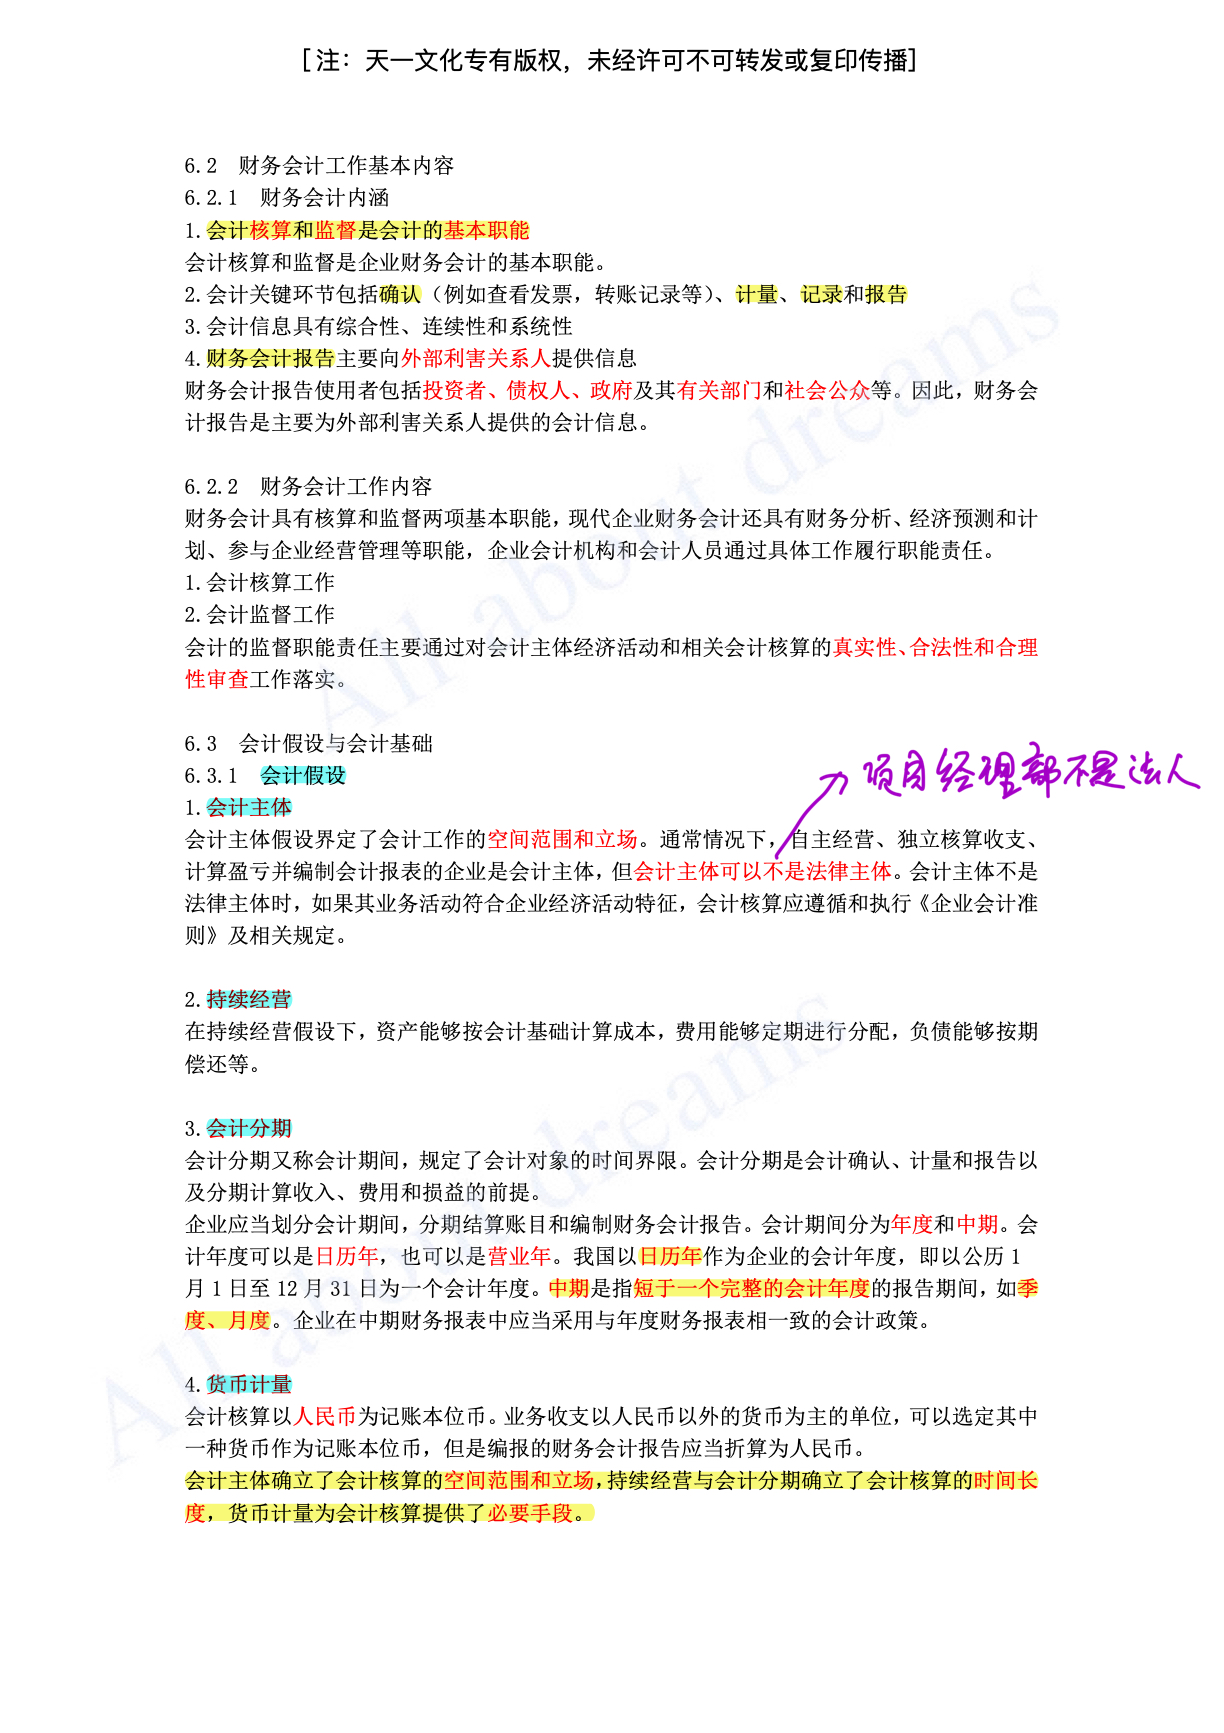 [注：天一文化专有版权，未经许可不可转发或复印传播]
6.2 财务会计工作基本内容
6.2.1 财务会计内涵
1.会计核算和监督是会计的基本职能
会计核算和监督是企业财务会计的基本职能。
2.会计关键环节包括确认（例如查看发票，转账记录等）、计量、记录和报告
3.会计信息具有综合性、连续性和系统性
4.财务会计报告主要向外部利害关系人提供信息
财务会计报告使用者包括投资者、债权人、政府及其有关部门和社会公众等。因此，财务会
计报告是主要为外部利害关系人提供的会计信息。
6.2.2 财务会计工作内容
财务会计具有核算和监督两项基本职能，现代企业财务会计还具有财务分析、经济预测和计
划、参与企业经营管理等职能，企业会计机构和会计人员通过具体工作履行职能责任。
1.会计核算工作
2.会计监督工作
会计的监督职能责任主要通过对会计主体经济活动和相关会计核算的真实性、合法性和合理
性审查工作落实。
6.3 会计假设与会计基础
6.3.1 会计假设
项目经理部不是法人
1.会计主体
会计主体假设界定了会计工作的空间范围和立场。通常情况下，自主经营、独立核算收支、
计算盈亏并编制会计报表的企业是会计主体，但会计主体可以不是法律主体。会计主体不是
法律主体时，如果其业务活动符合企业经济活动特征，会计核算应遵循和执行《企业会计准
则》及相关规定。
2.持续经营
在持续经营假设下，资产能够按会计基础计算成本，费用能够定期进行分配，负债能够按期
偿还等。
3.会计分期
会计分期又称会计期间，规定了会计对象的时间界限。会计分期是会计确认、计量和报告以
及分期计算收入、费用和损益的前提。
企业应当划分会计期间，分期结算账目和编制财务会计报告。会计期间分为年度和中期。会
计年度可以是日历年，也可以是营业年。我国以日历年作为企业的会计年度，即以公历 1
月 1 日至 12 月 31 日为一个会计年度。中期是指短于一个完整的会计年度的报告期间，如季
度、月度。企业在中期财务报表中应当采用与年度财务报表相一致的会计政策。
4.货币计量
会计核算以人民币为记账本位币。业务收支以人民币以外的货币为主的单位，可以选定其中
一种货币作为记账本位币，但是编报的财务会计报告应当折算为人民币。
会计主体确立了会计核算的空间范围和立场，持续经营与会计分期确立了会计核算的时间长
度，货币计量为会计核算提供了必要手段。
All about dreams
All about dreams